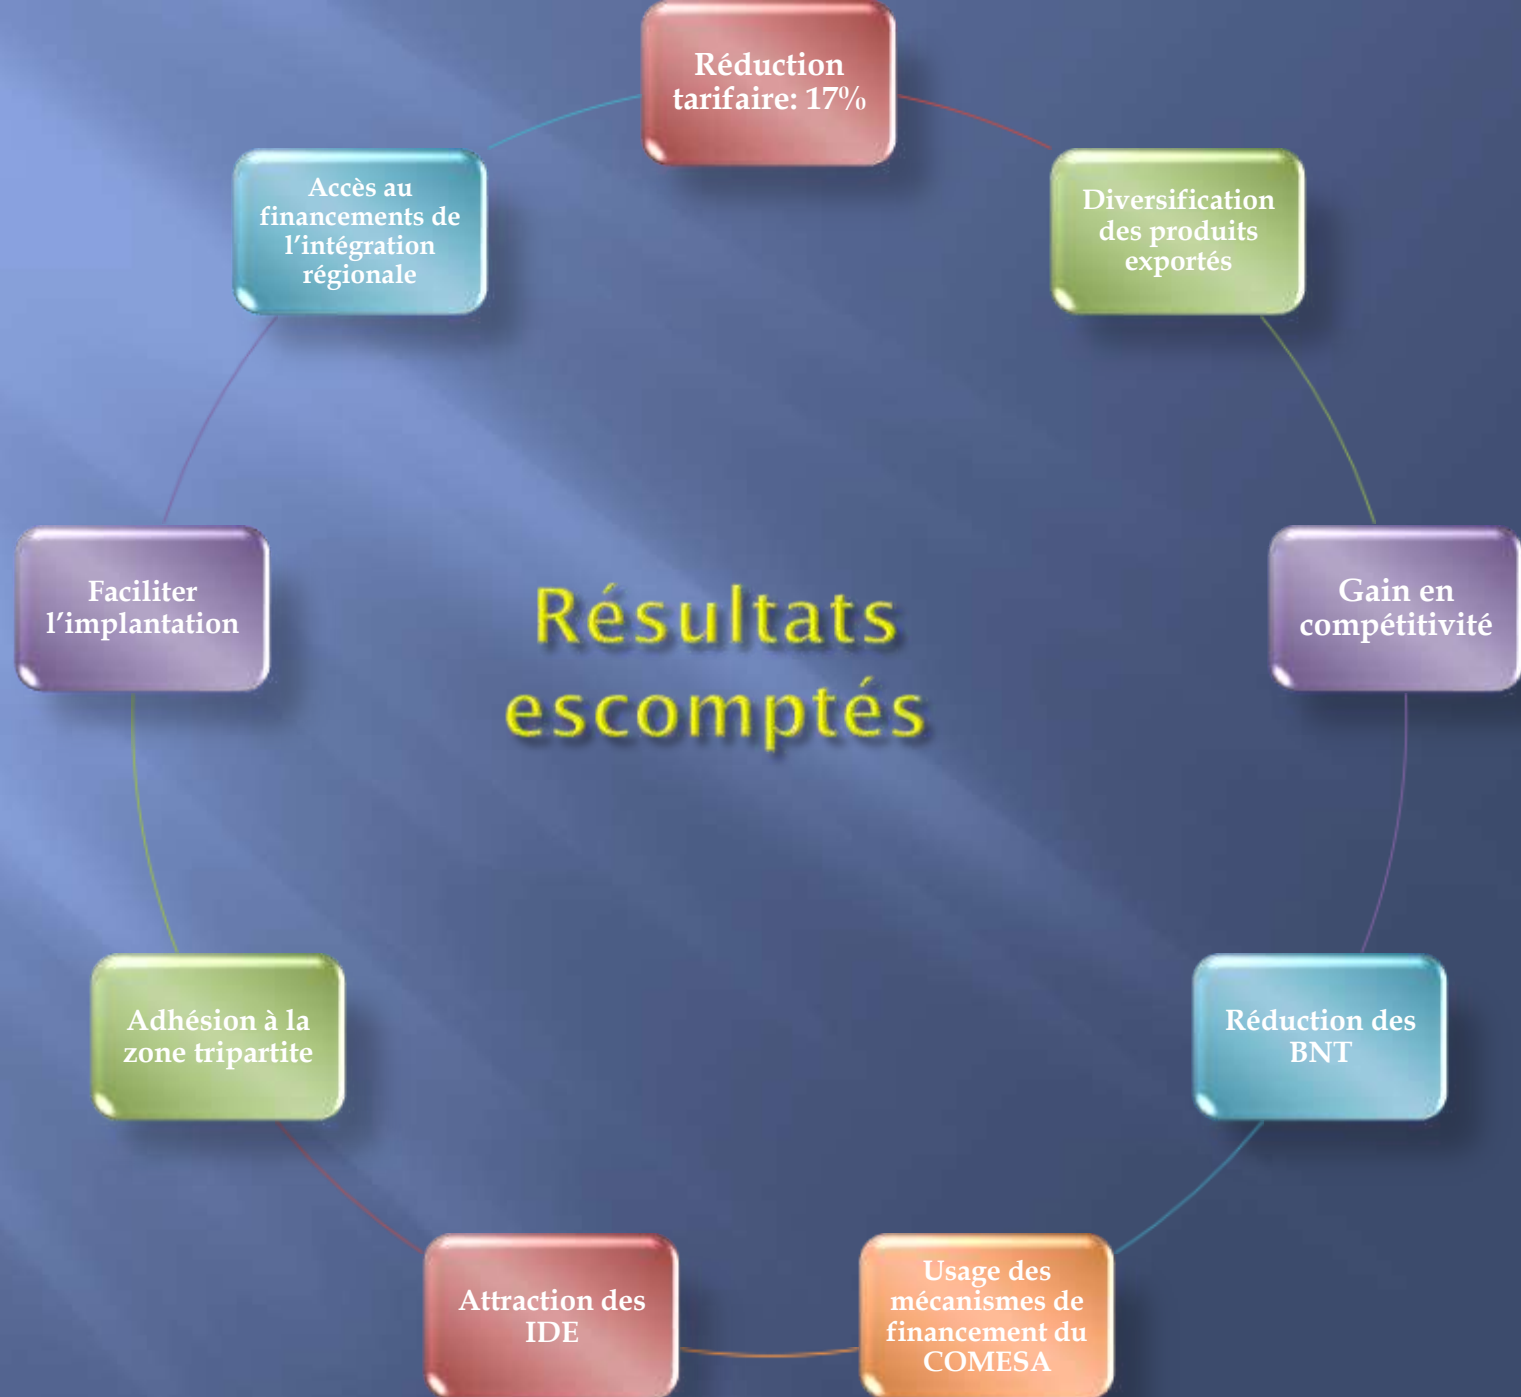 Réduction
tarifaire: 17%
Diversification
des produits
exportés
Gain en
compétitivité
Réduction des
BNT
Usage des
mécanismes de
financement du
COMESA
Attraction des
IDE
Adhésion à la
zone tripartite
Faciliter
l’implantation
Accès au
financements de
l’intégration
régionale
Résultats
escomptés